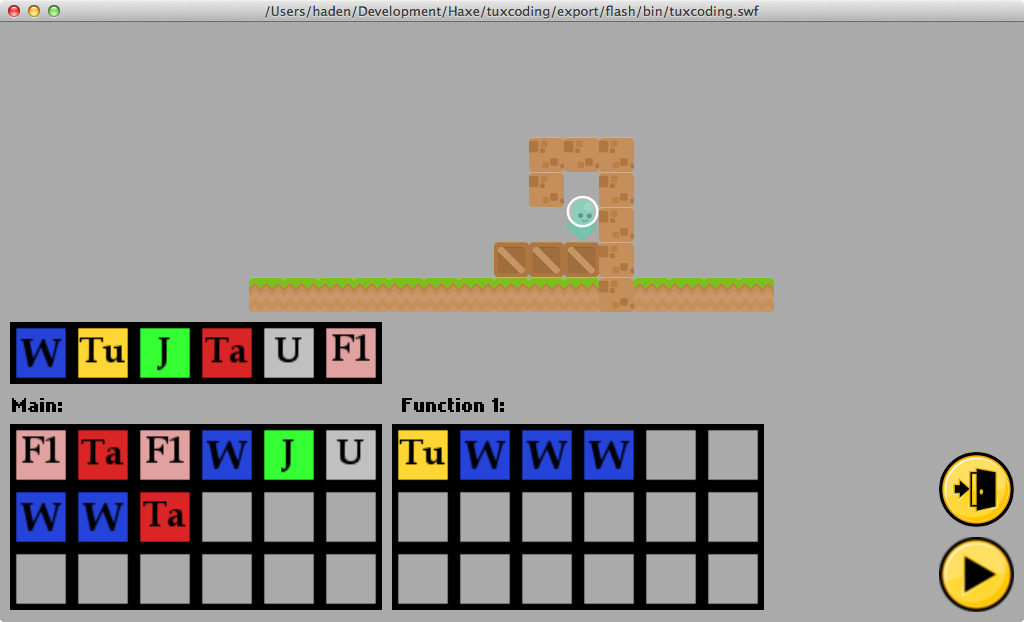 /Users/haden/Development/Haxe/tuxcoding/export/flash/bin/tuxcoding.swf
W Tu J Ta U F1
Main:
F1 Ta F1 W J U
W W Ta
Function 1:
Tu W W W